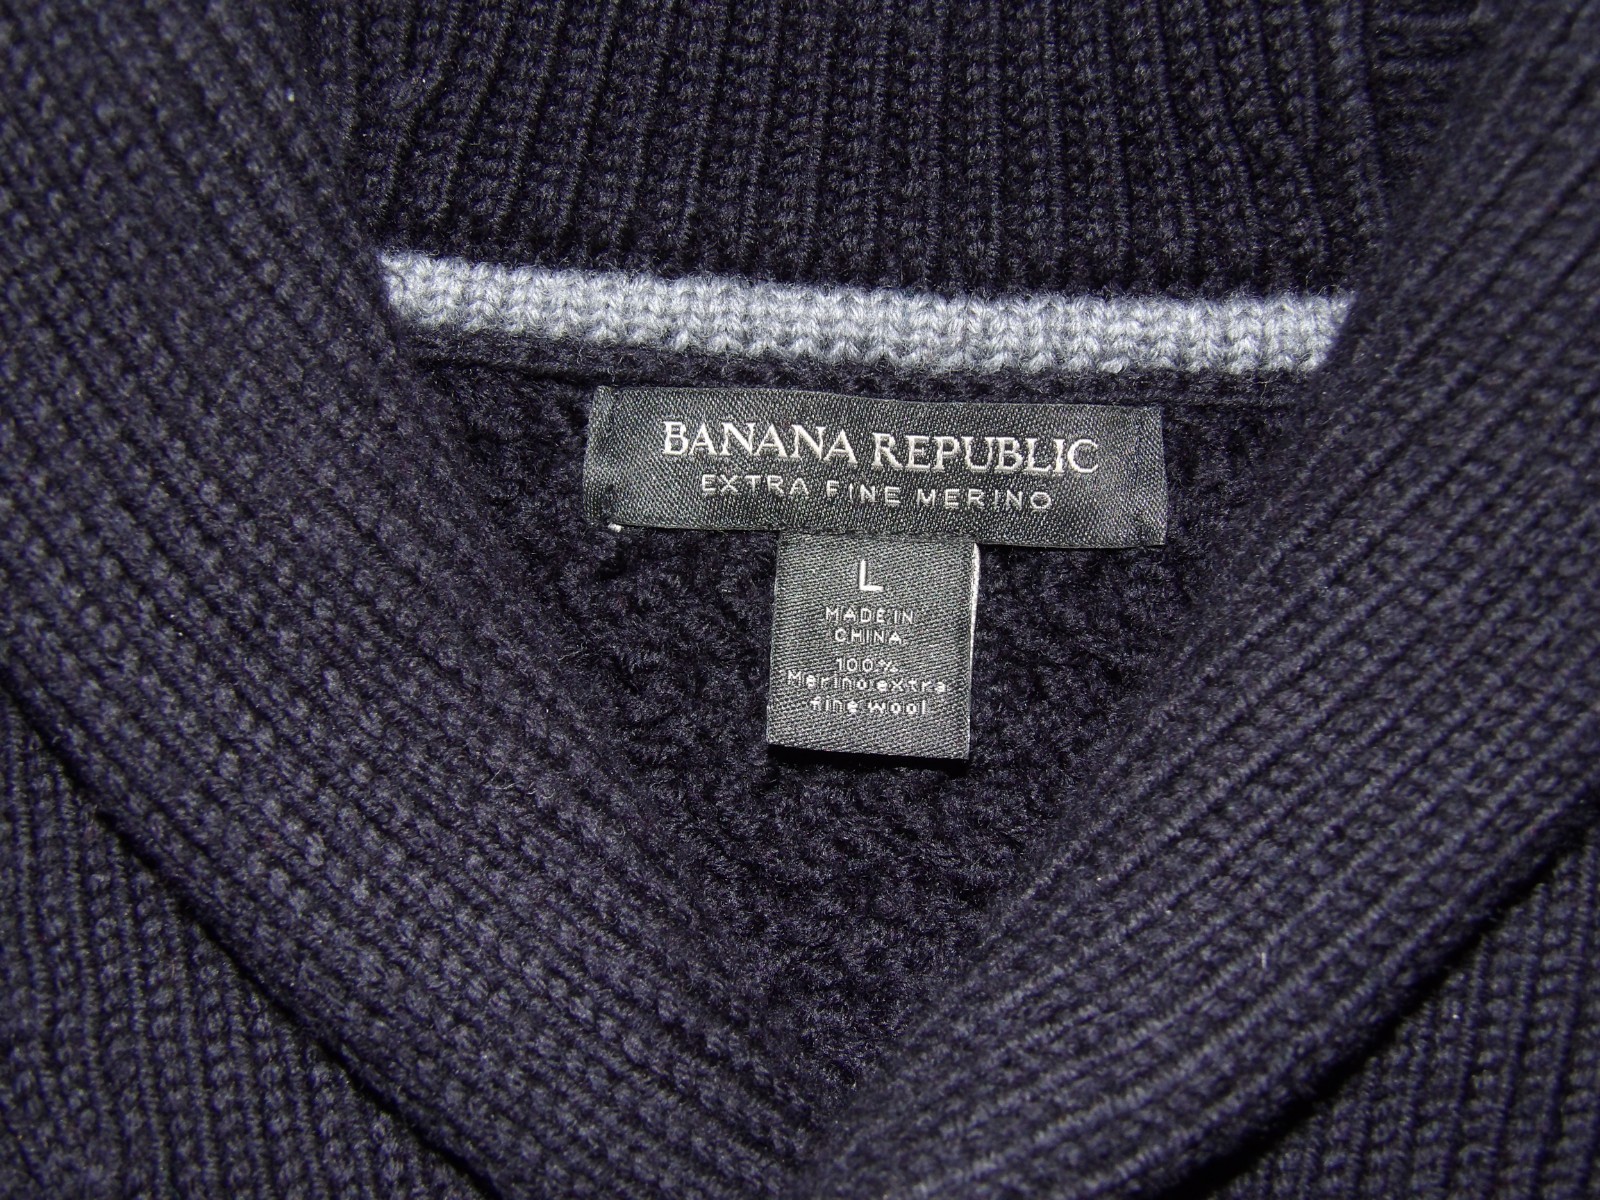 BANANA REPUBLIC
EXTRA FINE MERINO
L
MADE IN
CHINA
100%
Merino extra
fine wool